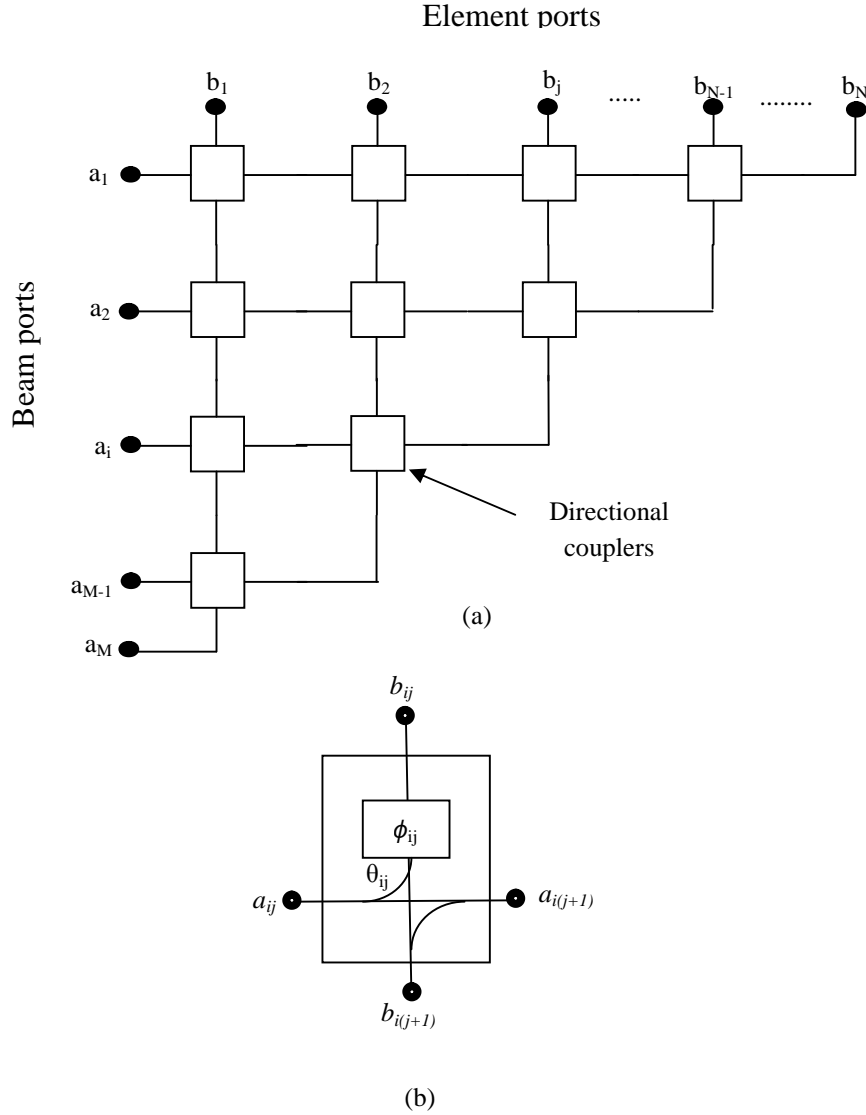 Element ports
b1 b2 bj ..... bN-1 ........ bN
a1
a2
Beam ports
ai
Directional
couplers
aM-1
(a)
aM
bij
ϕij
θij
aij ai(j+1)
bi(j+1)
(b)